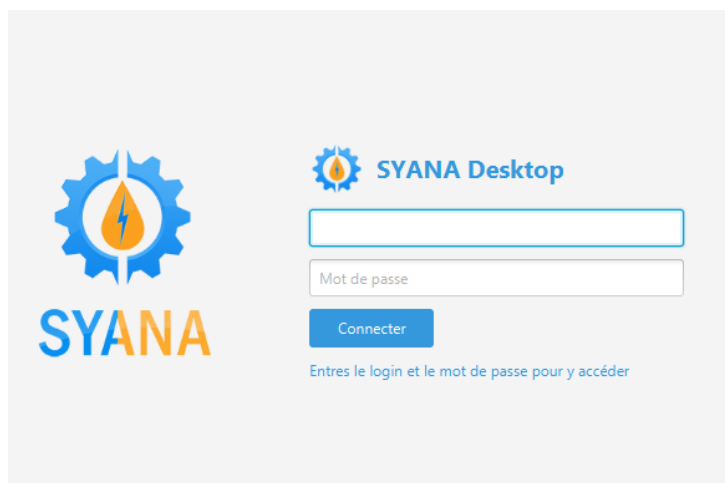 SYANA
SYANA Desktop
Mot de passe
Connecter
Entres le login et le mot de passe pour y accéder